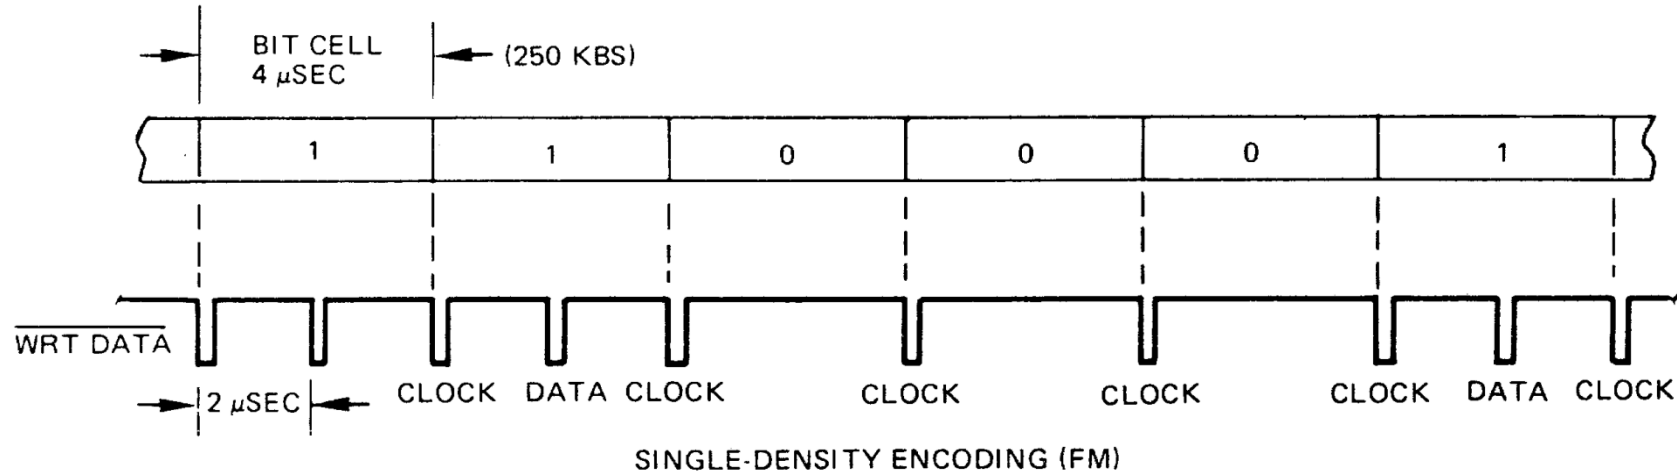 BIT CELL
4 μSEC
(250 KBS)
1 1 0 0 0 1
WRT DATA
CLOCK DATA CLOCK CLOCK CLOCK CLOCK DATA CLOCK
2 μSEC
SINGLE-DENSITY ENCODING (FM)